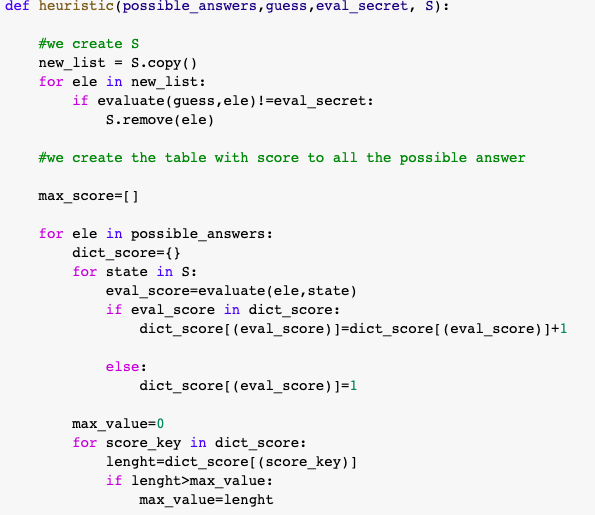 def heuristic(possible_answers,guess,eval_secret, S):
#we create S
new_list = S.copy()
for ele in new_list:
if evaluate(guess,ele)!=eval_secret:
S.remove(ele)
#we create the table with score to all the possible answer
max_score=[]
for ele in possible_answers:
dict_score={}
for state in S:
eval_score=evaluate(ele,state)
if eval_score in dict_score:
dict_score[(eval_score)]=dict_score[(eval_score)]+1
else:
dict_score[(eval_score)]=1
max_value=0
for score_key in dict_score:
lenght=dict_score[(score_key)]
if lenght>max_value:
max_value=lenght